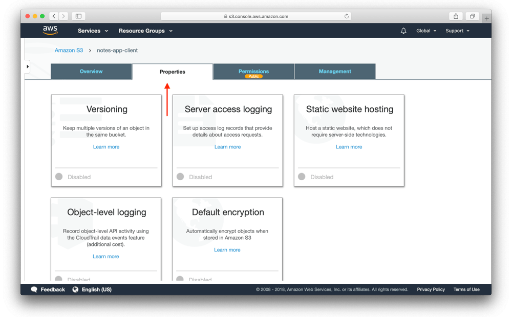 s3.console.aws.amazon.com
aws
Services
Resource Groups
Global
Support
Amazon S3 > notes-app-client
Overview
Properties
Permissions
Management
Versioning
Keep multiple versions of an object in
the same bucket.
Learn more
Disabled
Server access logging
Set up access log records that provide
details about access requests.
Learn more
Disabled
Static website hosting
Host a static website, which does not
require server-side technologies.
Learn more
Disabled
Object-level logging
Record object-level API activity using
the CloudTrail data events feature
(additional cost).
Learn more
Disabled
Default encryption
Automatically encrypt objects when
stored in Amazon S3
Learn more
Disabled
Feedback
English (US)
© 2008 - 2018, Amazon Web Services, Inc. or its affiliates. All rights reserved.
Privacy Policy
Terms of Use